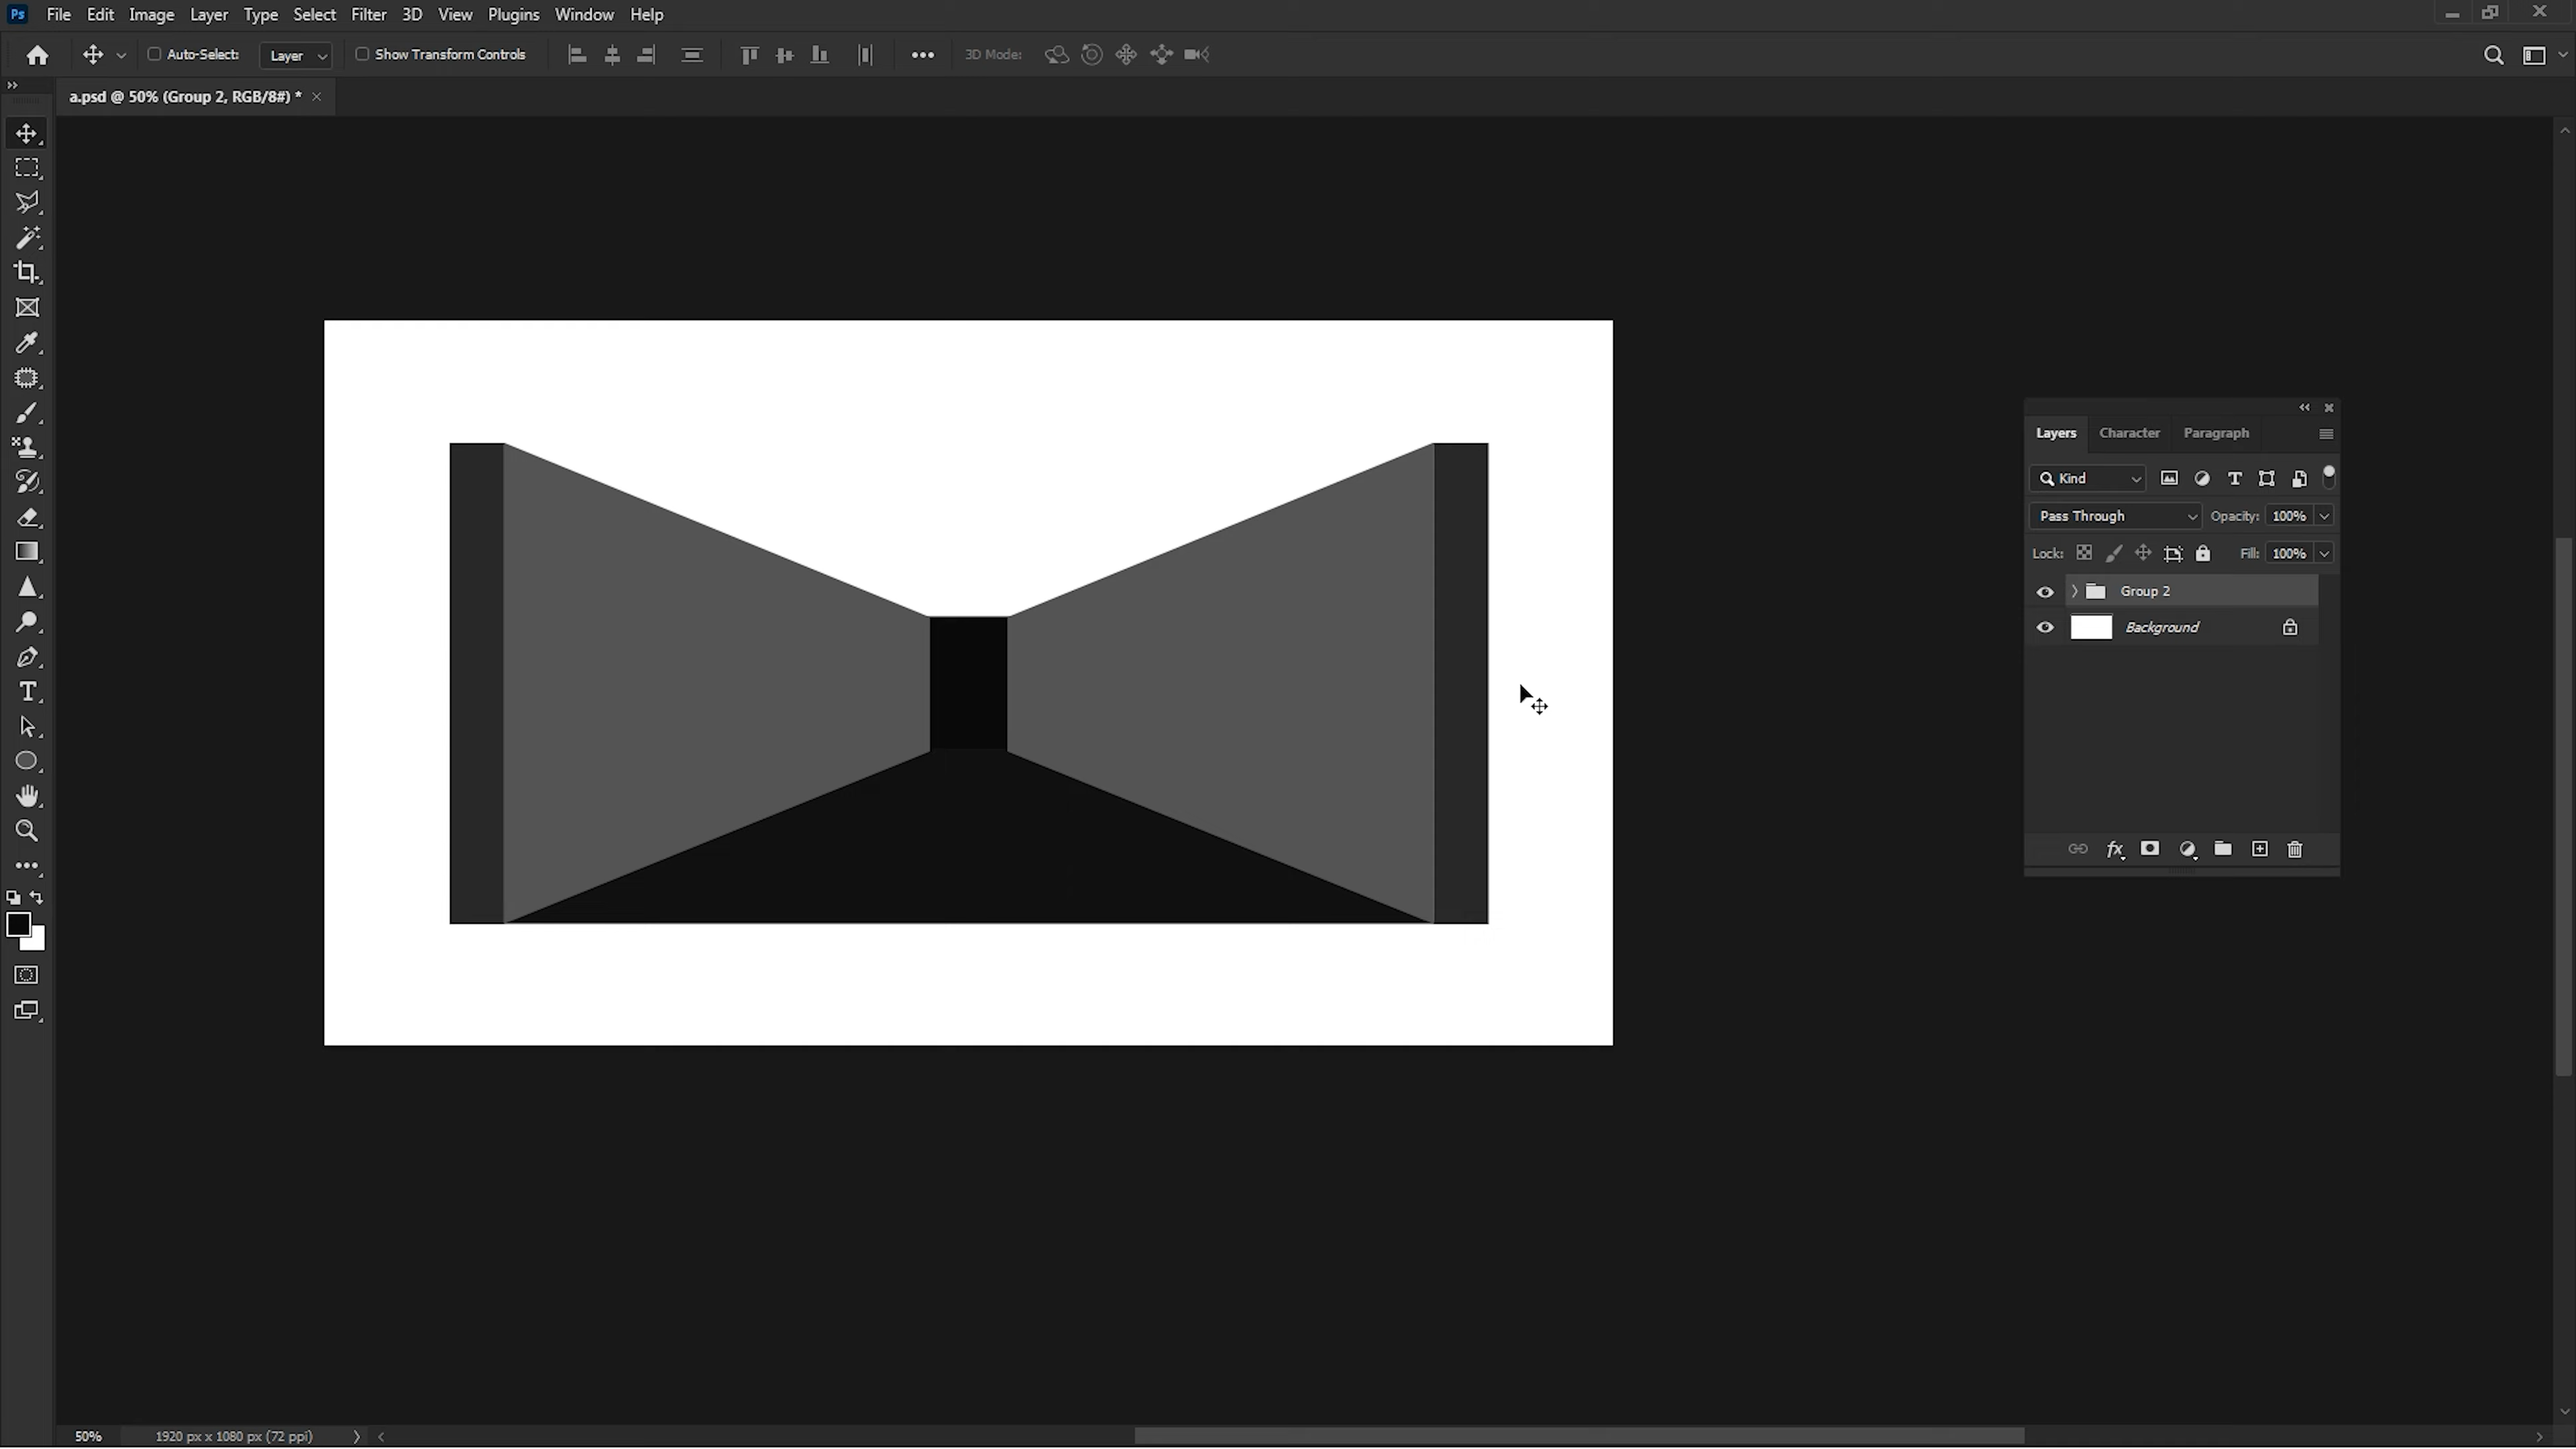 Ps File Edit Image Layer Type Select Filter 3D View Plugins Window Help
Auto-Select: Layer Show Transform Controls 3D Mode:
a.psd @ 50% (Group 2, RGB/8#) *
Layers Character Paragraph
Kind
Pass Through Opacity: 100%
Lock: Fill: 100%
Group 2
Background
fx
50% 1920 px x 1080 px (72 ppi)